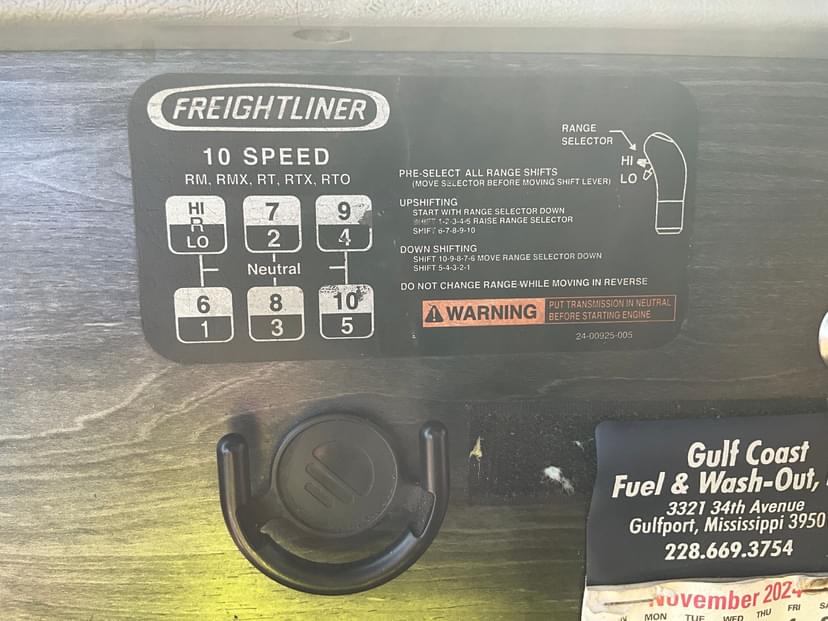 FREIGHTLINER
10 SPEED
RM, RMX, RT, RTX, RTO
HI
R
LO
7
2
9
4
Neutral
6
1
8
3
10
5
RANGE
SELECTOR
HI
LO
PRE-SELECT ALL RANGE SHIFTS
(MOVE SELECTOR BEFORE MOVING SHIFT LEVER)
UPSHIFTING
START WITH RANGE SELECTOR DOWN
SHIFT 1-2-3-4-5 RAISE RANGE SELECTOR
SHIFT 6-7-8-9-10
DOWN SHIFTING
SHIFT 10-9-8-7-6 MOVE RANGE SELECTOR DOWN
SHIFT 5-4-3-2-1
DO NOT CHANGE RANGE WHILE MOVING IN REVERSE
WARNING
PUT TRANSMISSION IN NEUTRAL
BEFORE STARTING ENGINE
24-00925-005
Gulf Coast
Fuel & Wash-Out,
3321 34th Avenue
Gulfport, Mississippi 3950
228.669.3754
November 2024
MON TUE WED THU FRI